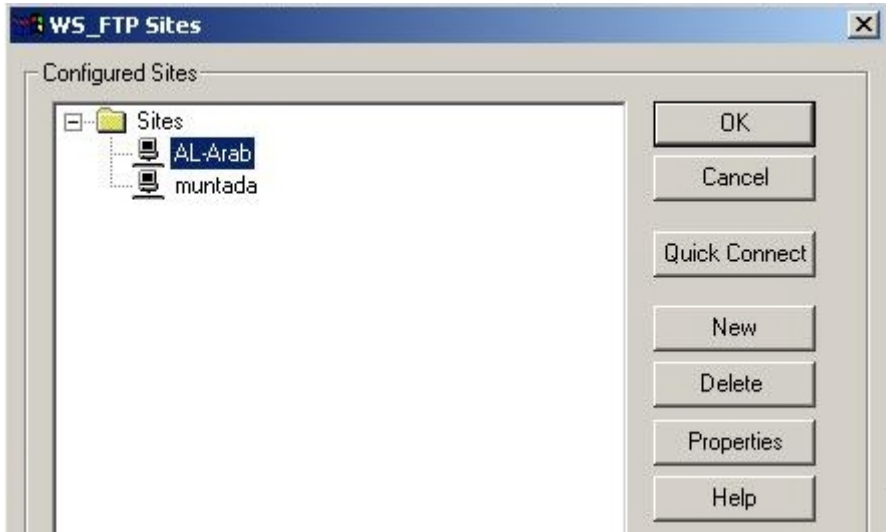 WS_FTP Sites
Configured Sites
Sites
AL-Arab
muntada
OK
Cancel
Quick Connect
New
Delete
Properties
Help